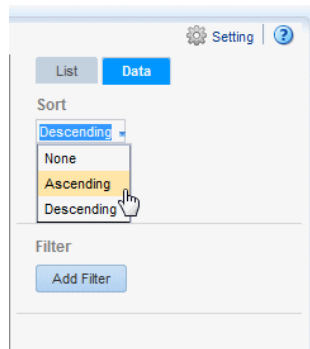 Setting ?
List Data
Sort
Descending
None
Ascending
Descending
Filter
Add Filter